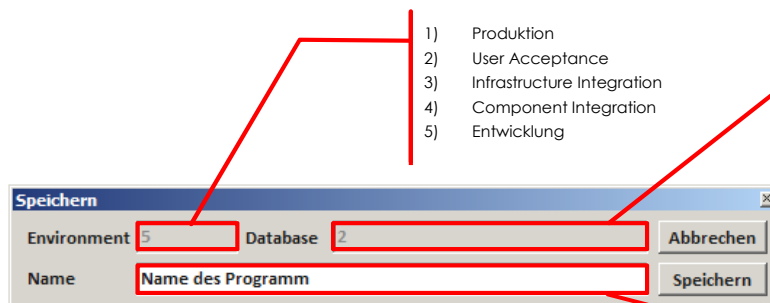 1) Produktion
2) User Acceptance
3) Infrastructure Integration
4) Component Integration
5) Entwicklung
Speichern
Environment 5 Database 2 Abbrechen
Name Name des Programm Speichern